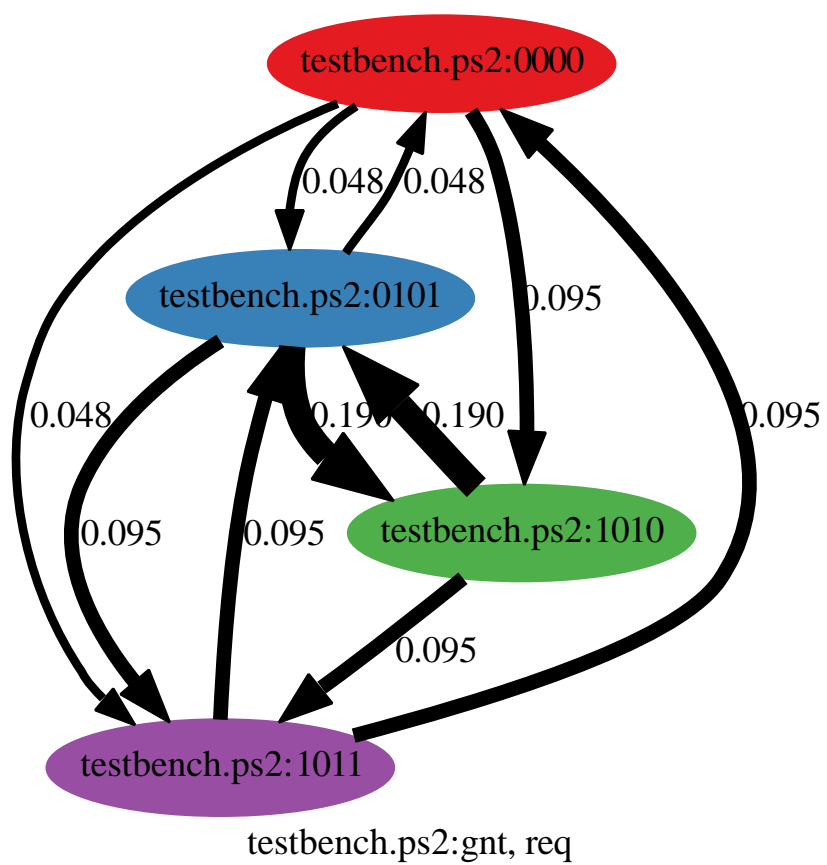 testbench.ps2:0000
0.048
0.048
testbench.ps2:0101
0.095
0.048
0.190
0.190
0.095
testbench.ps2:1010
0.095
0.095
0.095
testbench.ps2:1011
testbench.ps2:gnt, req